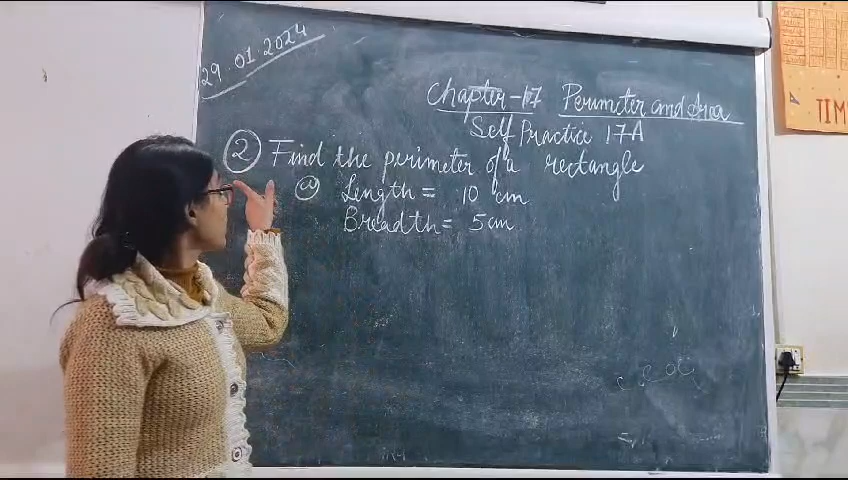 29.01.2024
Chapter-17 Perimeter and Area
Self Practice 17A
② Find the perimeter of a rectangle
ⓐ Length = 10 cm
Breadth = 5 cm
TIM